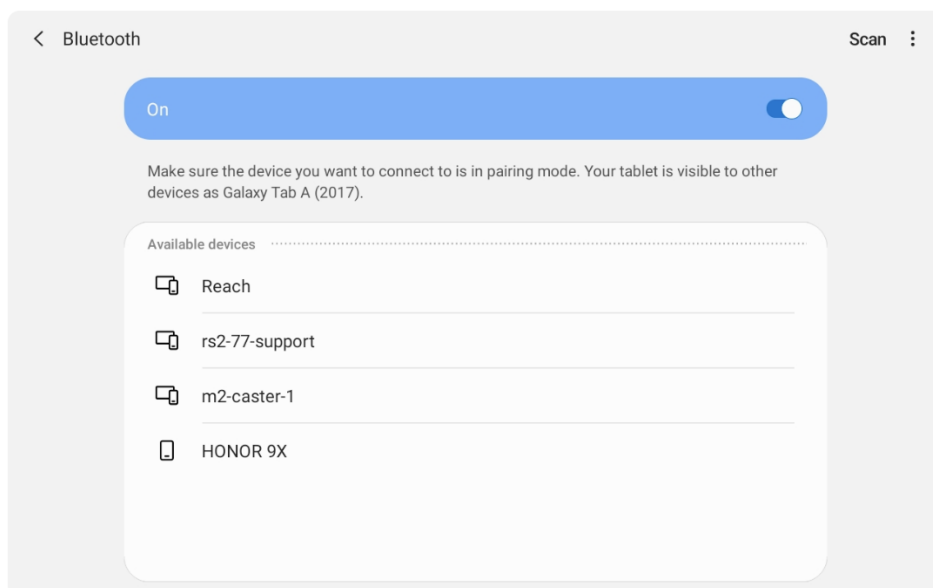 Bluetooth
Scan
On
Make sure the device you want to connect to is in pairing mode. Your tablet is visible to other
devices as Galaxy Tab A (2017).
Available devices
Reach
rs2-77-support
m2-caster-1
HONOR 9X